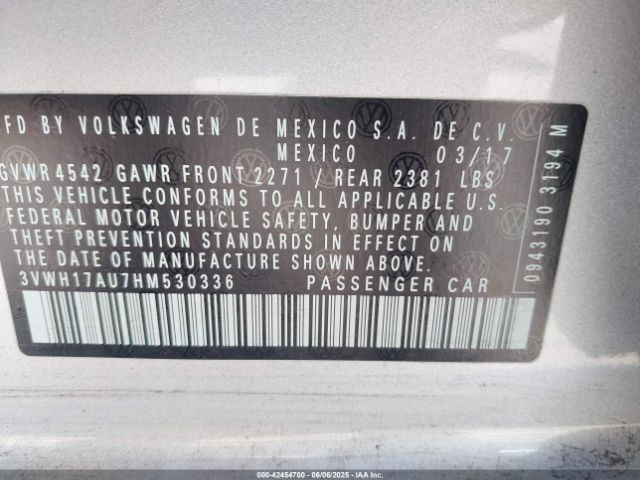 FD BY VOLKSWAGEN DE MEXICO S.A. DE C.V
MEXICO 03/17
GVWR 4542 GAWR FRONT 2271 / REAR 2381 LBS
THIS VEHICLE CONFORMS TO ALL APPLICABLE U.S.
FEDERAL MOTOR VEHICLE SAFETY, BUMPER AND
THEFT PREVENTION STANDARDS IN EFFECT ON
THE DATE OF MANUFACTURE SHOWN ABOVE.
3VWH17AU7HM530336 PASSENGER CAR
0943190 3194 M
000-42454700 - 06/06/2025 - IAA Inc.